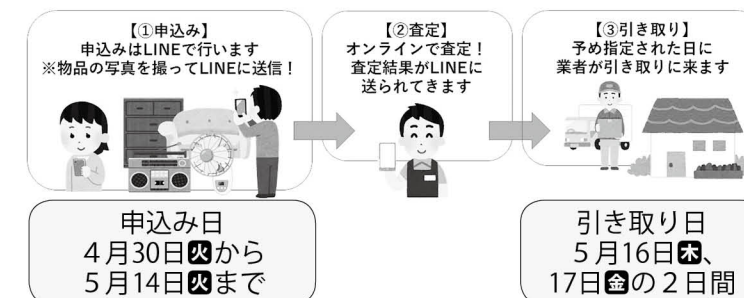 【①申込み】
申込みはLINEで行います
※物品の写真を撮ってLINEに送信！
【②査定】
オンラインで査定！
査定結果がLINEに
送られてきます
【③引き取り】
予め指定された日に
業者が引き取りに来ます
申込み日
４月30日火から
５月14日火まで
引き取り日
５月16日木、
17日金の２日間